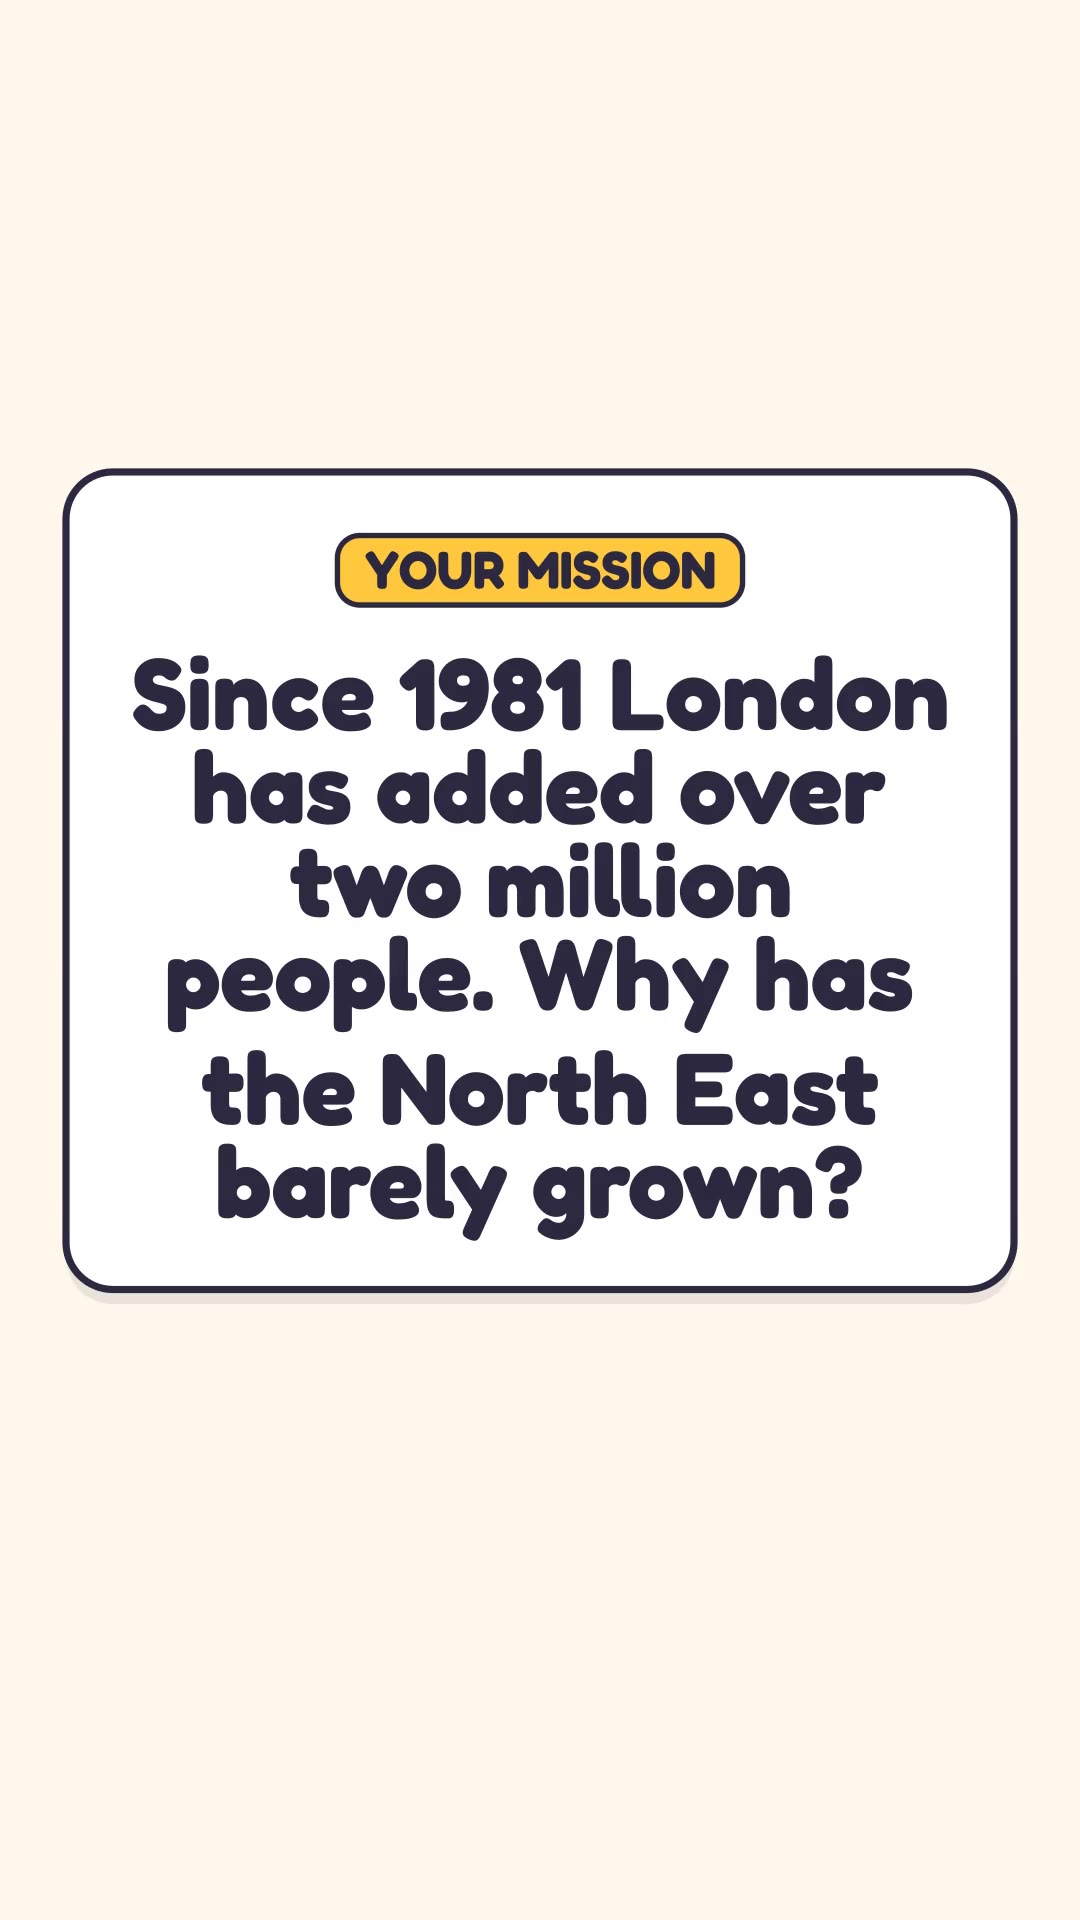 YOUR MISSION
Since 1981 London
has added over
two million
people. Why has
the North East
barely grown?